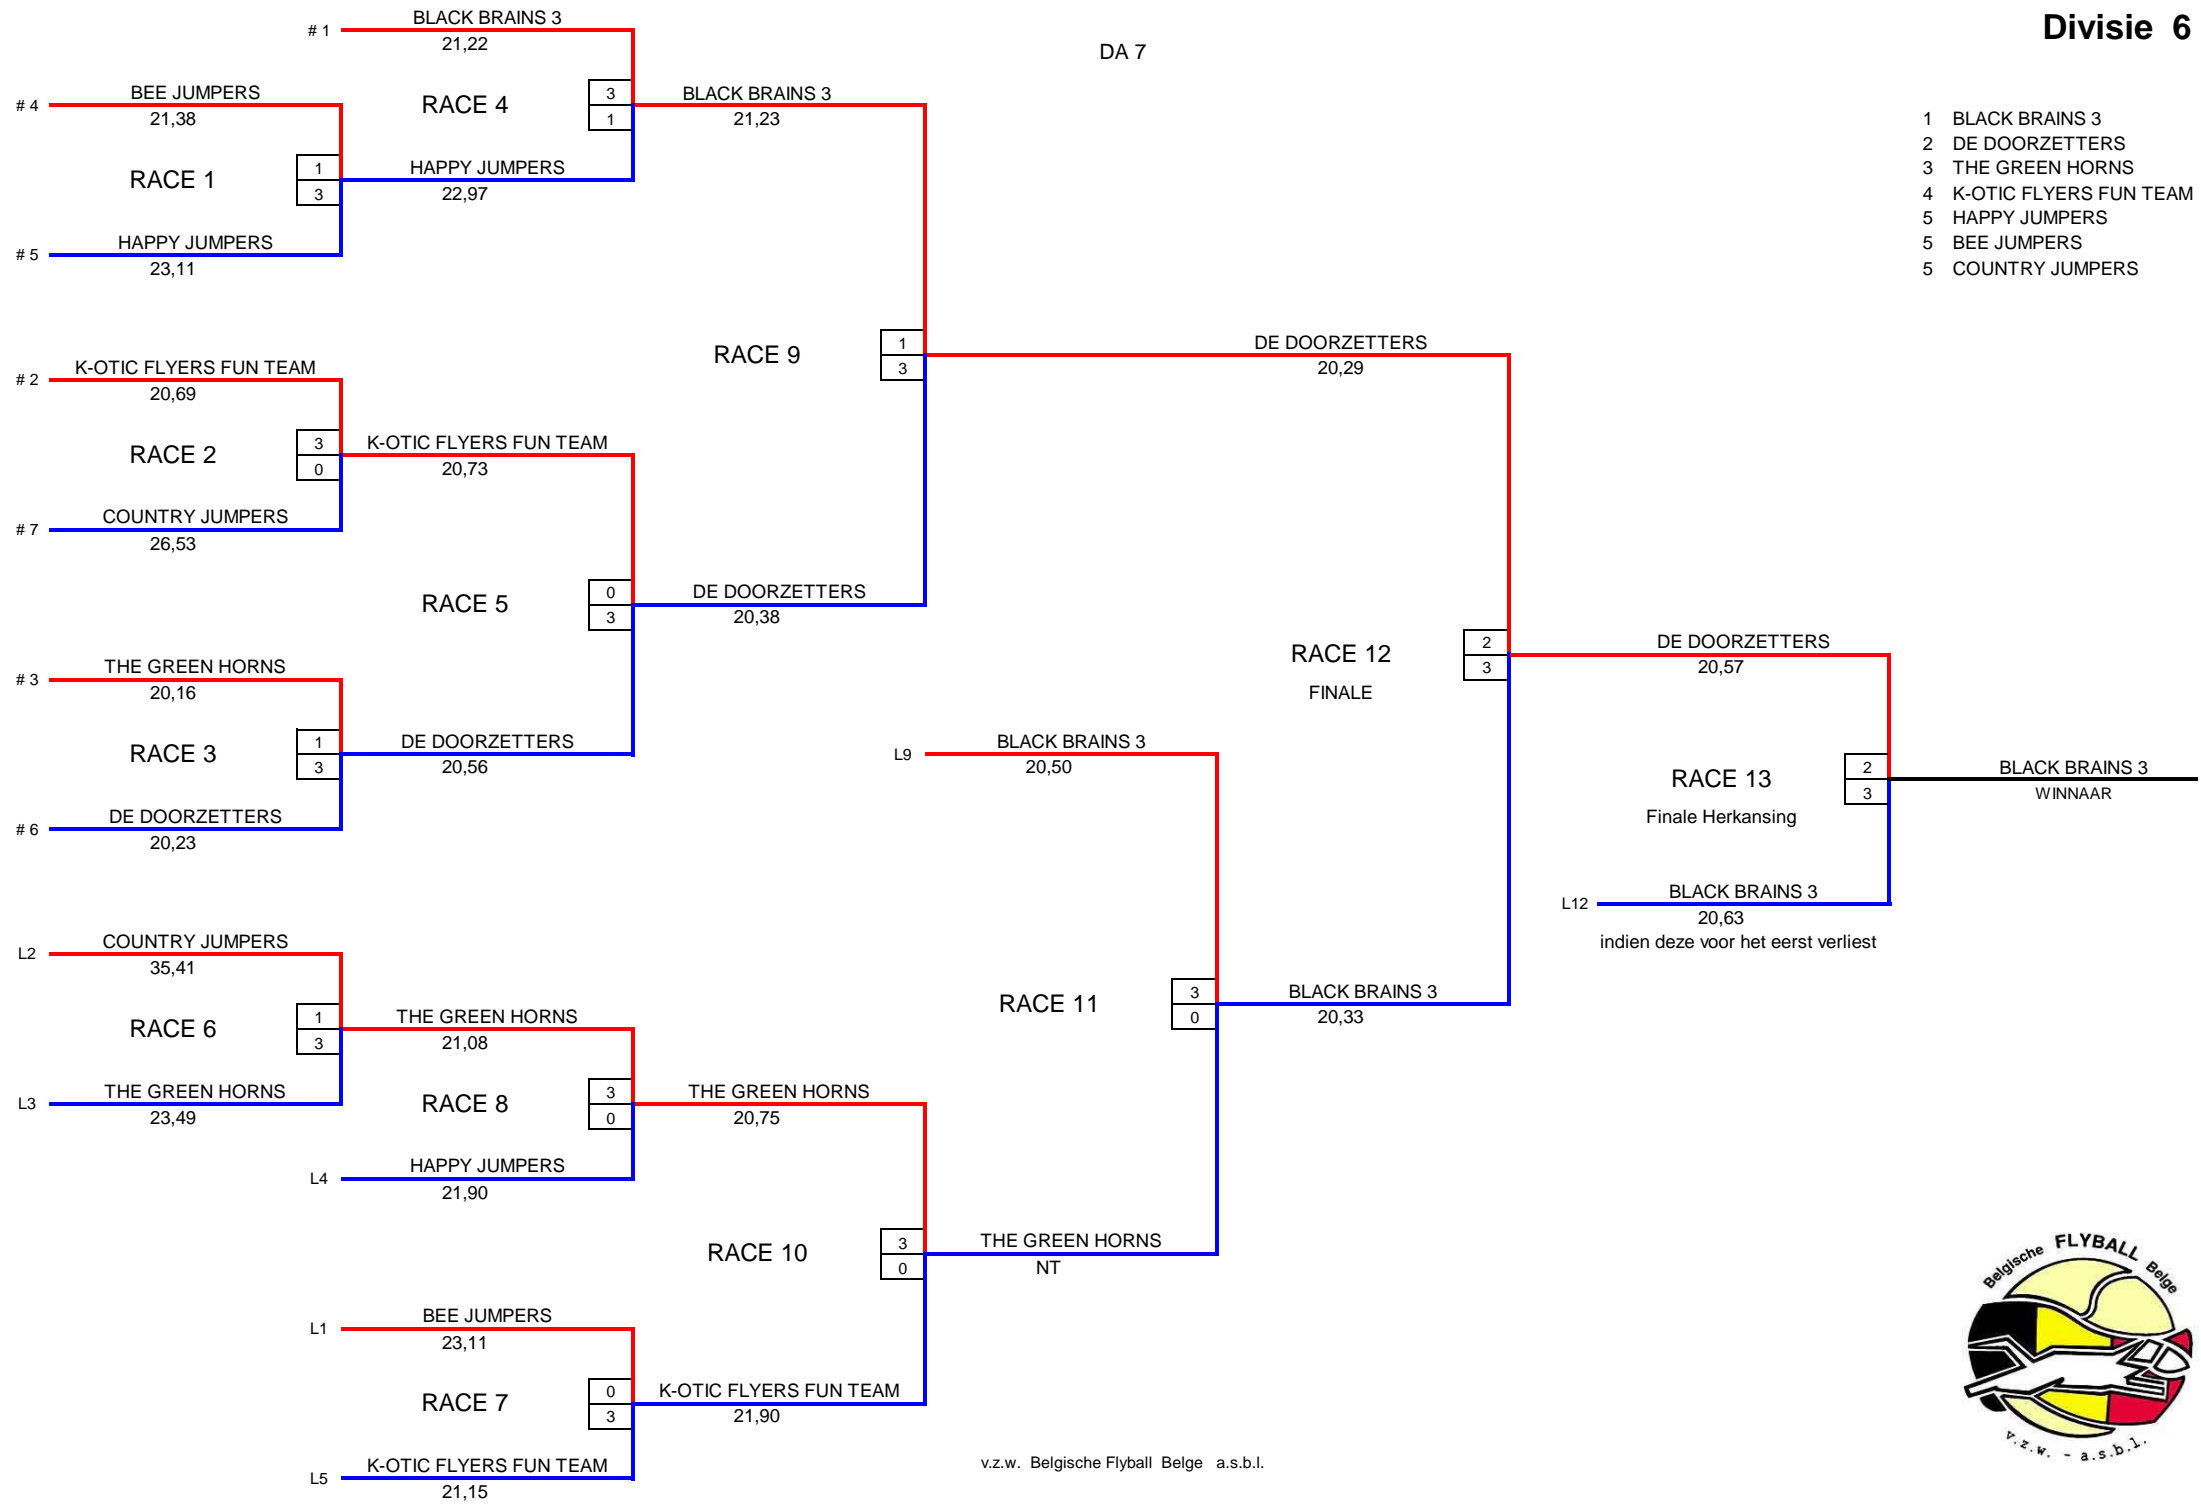 Divisie 6
DA 7
1 BLACK BRAINS 3
2 DE DOORZETTERS
3 THE GREEN HORNS
4 K-OTIC FLYERS FUN TEAM
5 HAPPY JUMPERS
5 BEE JUMPERS
5 COUNTRY JUMPERS
# 1 BLACK BRAINS 3
21,22
# 4 BEE JUMPERS
21,38
RACE 4
3
1
BLACK BRAINS 3
21,23
RACE 1
1
3
HAPPY JUMPERS
22,97
# 5 HAPPY JUMPERS
23,11
RACE 9
1
3
DE DOORZETTERS
20,29
# 2 K-OTIC FLYERS FUN TEAM
20,69
RACE 2
3
0
K-OTIC FLYERS FUN TEAM
20,73
# 7 COUNTRY JUMPERS
26,53
RACE 5
0
3
DE DOORZETTERS
20,38
# 3 THE GREEN HORNS
20,16
RACE 3
1
3
DE DOORZETTERS
20,56
# 6 DE DOORZETTERS
20,23
RACE 12
FINALE
2
3
DE DOORZETTERS
20,57
L9 BLACK BRAINS 3
20,50
RACE 13
Finale Herkansing
2
3
BLACK BRAINS 3
WINNAAR
L12 BLACK BRAINS 3
20,63
indien deze voor het eerst verliest
L2 COUNTRY JUMPERS
35,41
RACE 6
1
3
THE GREEN HORNS
21,08
L3 THE GREEN HORNS
23,49
RACE 8
3
0
THE GREEN HORNS
20,75
L4 HAPPY JUMPERS
21,90
RACE 11
3
0
BLACK BRAINS 3
20,33
RACE 10
3
0
THE GREEN HORNS
NT
L1 BEE JUMPERS
23,11
RACE 7
0
3
K-OTIC FLYERS FUN TEAM
21,90
L5 K-OTIC FLYERS FUN TEAM
21,15
v.z.w. Belgische Flyball Belge a.s.b.l.
Belgische FLYBALL Belge
v.z.w. - a.s.b.l.